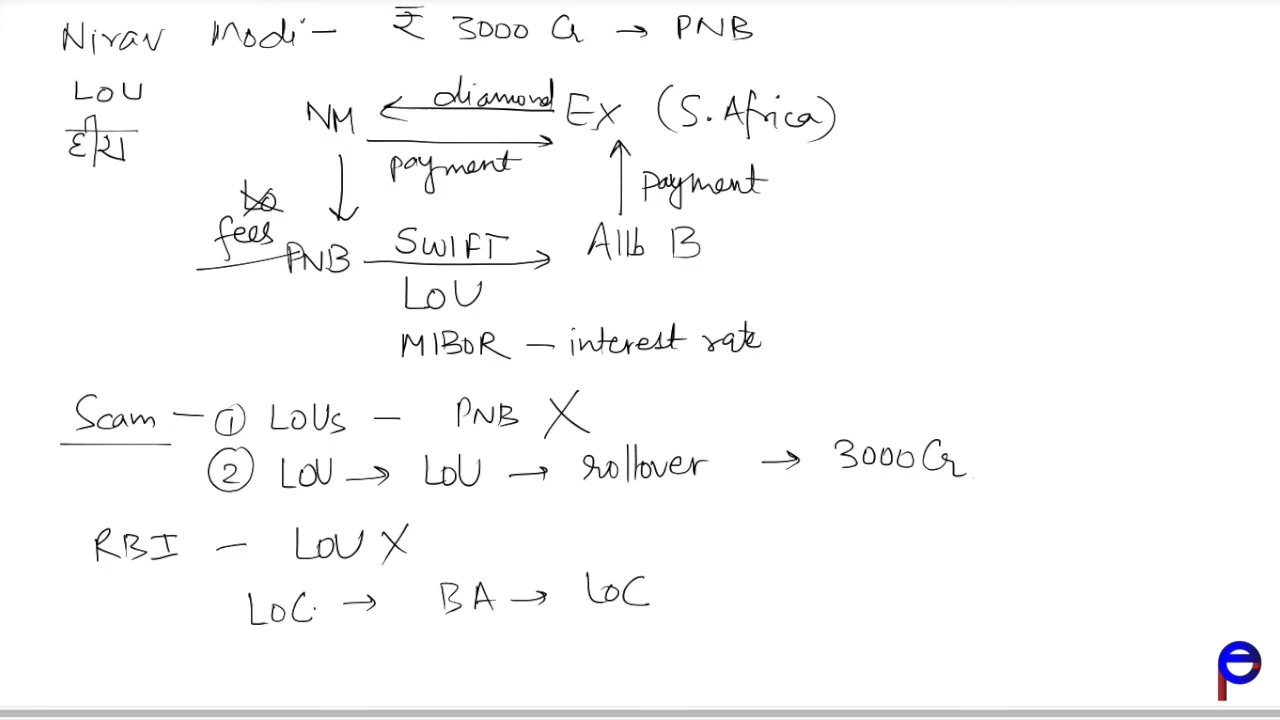 Nirav Modi - ₹ 3000 Cr → PNB
LOU
हीरा
NM ← diamond EX (S. Africa)
payment →
↓
↑ payment
fees PNB SWIFT → Allb B
LOU
MIBOR - interest rate
Scam - ① LOUs - PNB X
② LOU → LOU → rollover → 3000 Cr
RBI - LOU X
LOC. → BA → LOC